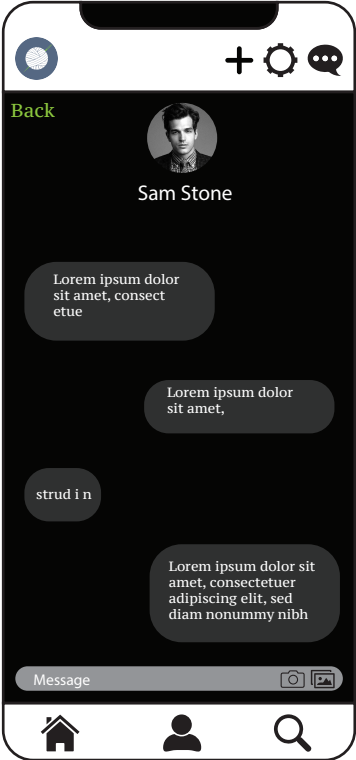 Back
Sam Stone
Lorem ipsum dolor
sit amet, consect
etue
Lorem ipsum dolor
sit amet,
strud i n
Lorem ipsum dolor sit
amet, consectetuer
adipiscing elit, sed
diam nonummy nibh
Message